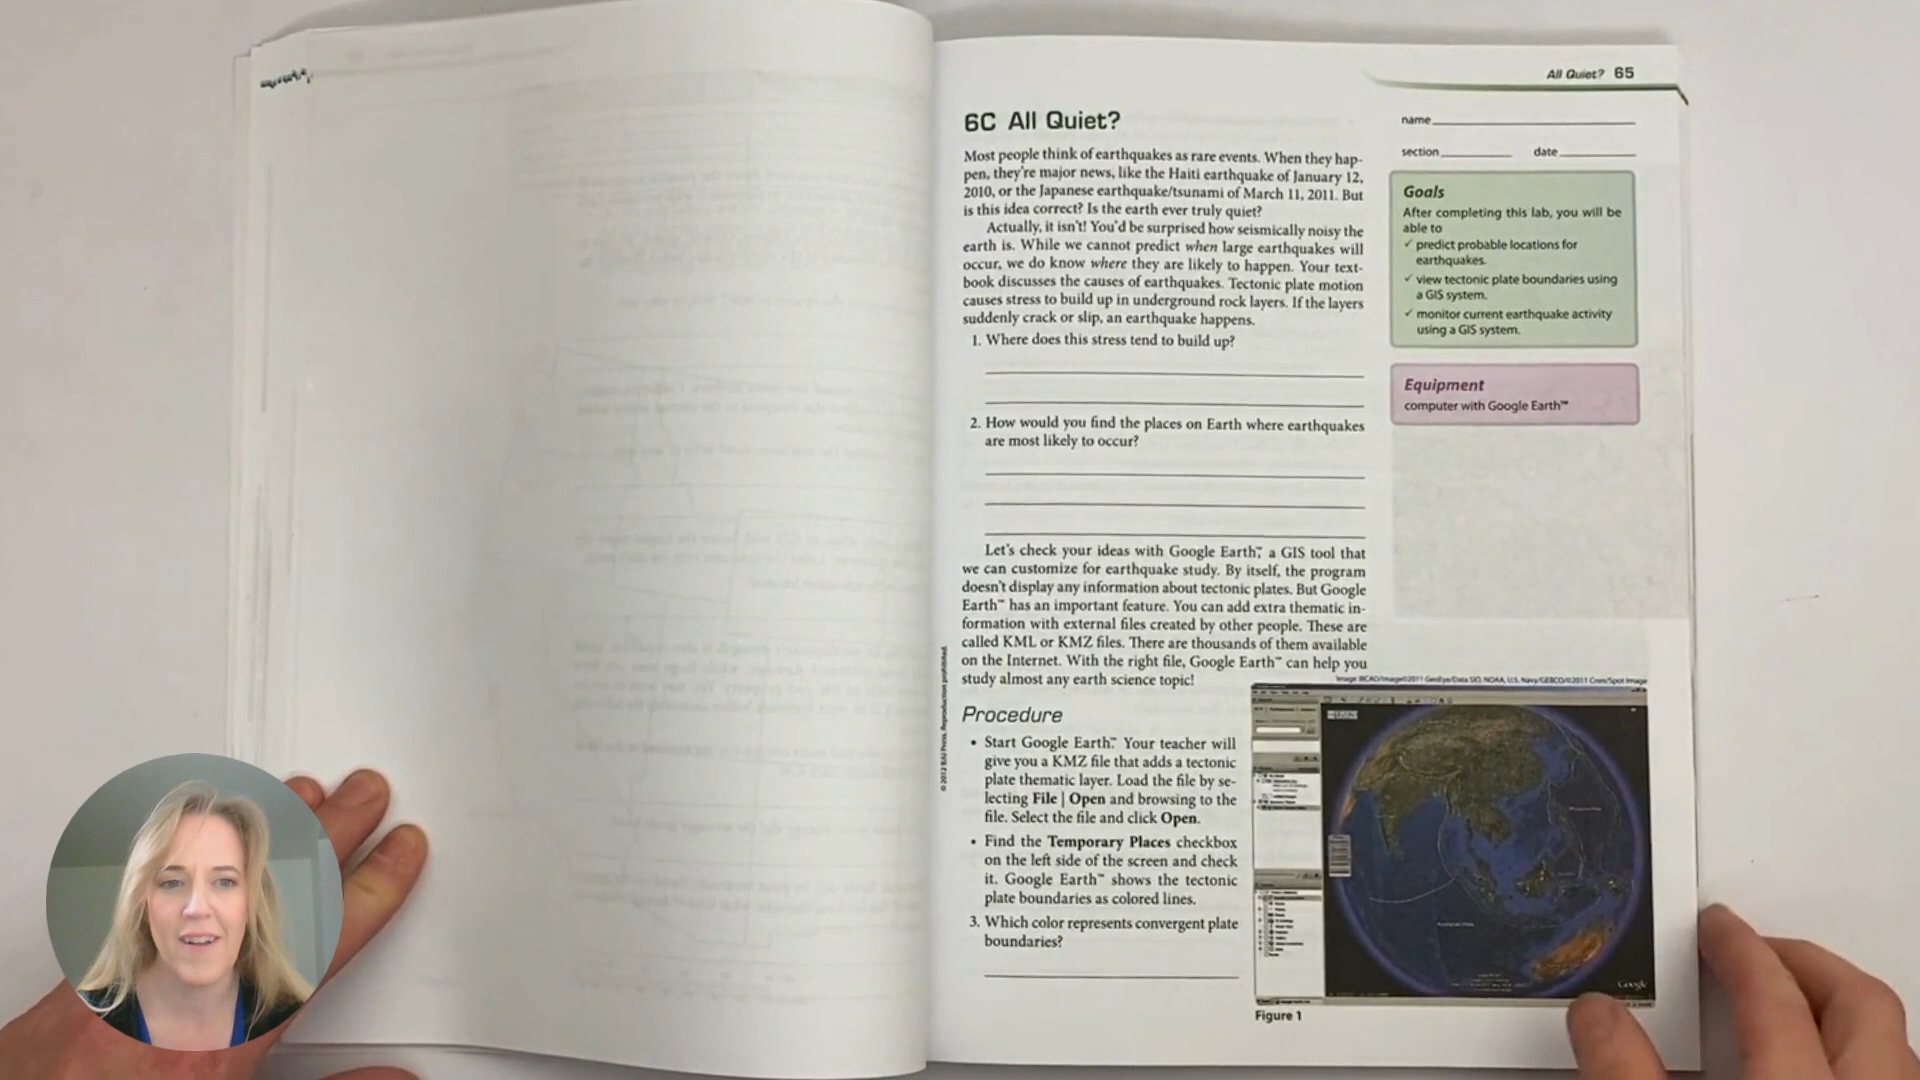 All Quiet? 65
6C All Quiet?
Most people think of earthquakes as rare events. When they hap-
pen, they're major news, like the Haiti earthquake of January 12,
2010, or the Japanese earthquake/tsunami of March 11, 2011. But
is this idea correct? Is the earth ever truly quiet?
Actually, it isn't! You'd be surprised how seismically noisy the
earth is. While we cannot predict when large earthquakes will
occur, we do know where they are likely to happen. Your text-
book discusses the causes of earthquakes. Tectonic plate motion
causes stress to build up in underground rock layers. If the layers
suddenly crack or slip, an earthquake happens.
1. Where does this stress tend to build up?
2. How would you find the places on Earth where earthquakes
are most likely to occur?
Let's check your ideas with Google Earth™, a GIS tool that
we can customize for earthquake study. By itself, the program
doesn't display any information about tectonic plates. But Google
Earth™ has an important feature. You can add extra thematic in-
formation with external files created by other people. These are
called KML or KMZ files. There are thousands of them available
on the Internet. With the right file, Google Earth™ can help you
study almost any earth science topic!
Procedure
• Start Google Earth™. Your teacher will
give you a KMZ file that adds a tectonic
plate thematic layer. Load the file by se-
lecting File | Open and browsing to the
file. Select the file and click Open.
• Find the Temporary Places checkbox
on the left side of the screen and check
it. Google Earth™ shows the tectonic
plate boundaries as colored lines.
3. Which color represents convergent plate
boundaries?
name
section date
Goals
After completing this lab, you will be
able to
✓ predict probable locations for
earthquakes.
✓ view tectonic plate boundaries using
a GIS system.
✓ monitor current earthquake activity
using a GIS system.
Equipment
computer with Google Earth™
Google
Figure 1
© 2012 BJU Press. Reproduction prohibited.